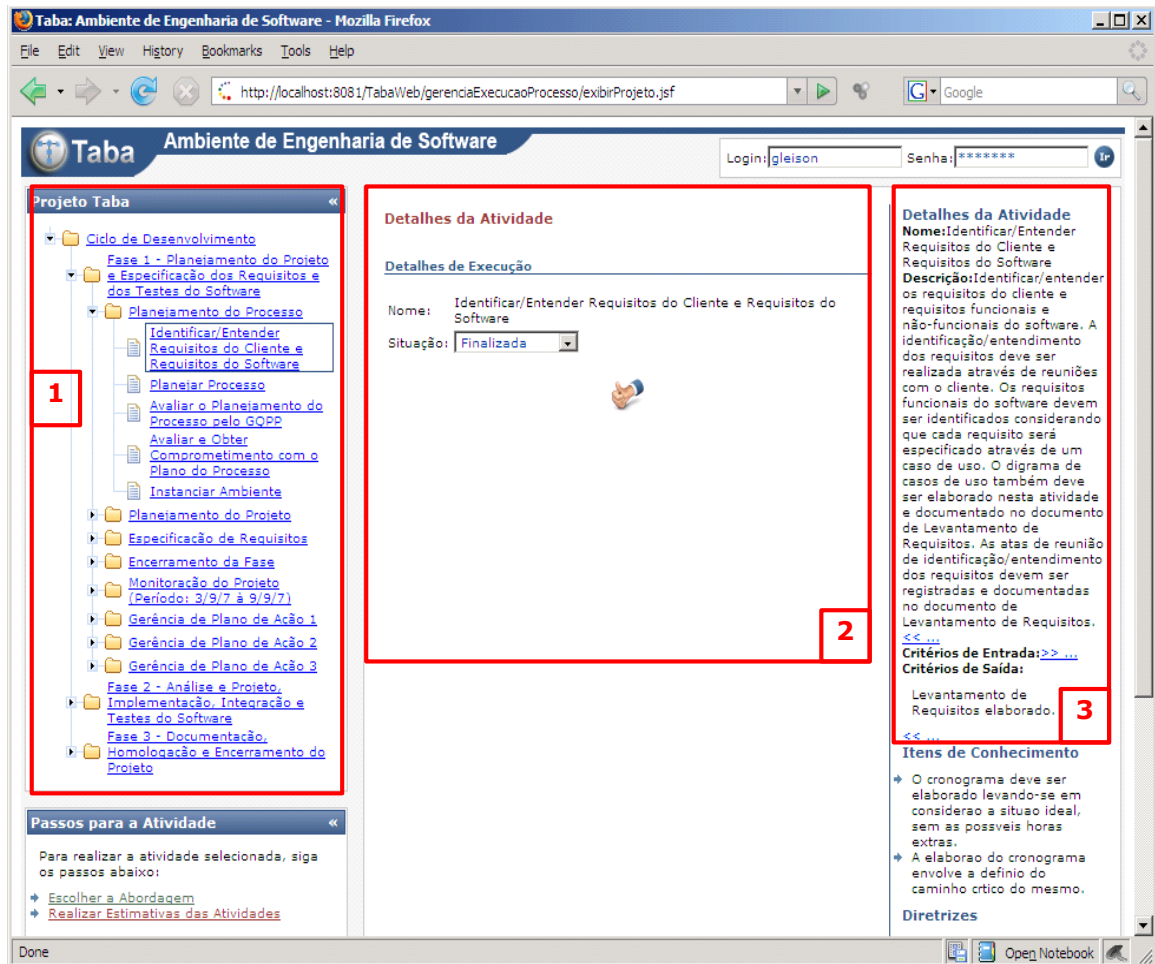 Taba: Ambiente de Engenharia de Software - Mozilla Firefox
File Edit View History Bookmarks Tools Help
http://localhost:8081/TabaWeb/gerenciaExecucaoProcesso/exibirProjeto.jsf
G Google
Taba
Ambiente de Engenharia de Software
Login: gleison
Senha: *******
Ir
Projeto Taba «
Ciclo de Desenvolvimento
Fase 1 - Planejamento do Projeto
e Especificação dos Requisitos e
dos Testes do Software
Planejamento do Processo
Identificar/Entender
Requisitos do Cliente e
Requisitos do Software
1
Planejar Processo
Avaliar o Planejamento do
Processo pelo GQPP
Avaliar e Obter
Comprometimento com o
Plano do Processo
Instanciar Ambiente
Planejamento do Projeto
Especificação de Requisitos
Encerramento da Fase
Monitoração do Projeto
(Período: 3/9/7 à 9/9/7)
Gerência de Plano de Ação 1
Gerência de Plano de Ação 2
Gerência de Plano de Ação 3
Fase 2 - Análise e Projeto,
Implementação, Integração e
Testes do Software
Fase 3 - Documentação,
Homologação e Encerramento do
Projeto
Passos para a Atividade «
Para realizar a atividade selecionada, siga
os passos abaixo:
Escolher a Abordagem
Realizar Estimativas das Atividades
Detalhes da Atividade
Detalhes de Execução
Nome: Identificar/Entender Requisitos do Cliente e Requisitos do
Software
Situação: Finalizada
2
Detalhes da Atividade
Nome:Identificar/Entender
Requisitos do Cliente e
Requisitos do Software
Descrição:Identificar/entender
os requisitos do cliente e
requisitos funcionais e
não-funcionais do software. A
identificação/entendimento
dos requisitos deve ser
realizada através de reuniões
com o cliente. Os requisitos
funcionais do software devem
ser identificados considerando
que cada requisito será
especificado através de um
caso de uso. O digrama de
casos de uso também deve
ser elaborado nesta atividade
e documentado no documento
de Levantamento de
Requisitos. As atas de reunião
de identificação/entendimento
dos requisitos devem ser
registradas e documentadas
no documento de
Levantamento de Requisitos.
<< ...
Critérios de Entrada:>> ...
Critérios de Saída:
Levantamento de
Requisitos elaborado.
3
<< ...
Itens de Conhecimento
O cronograma deve ser
elaborado levando-se em
considerao a situao ideal,
sem as possveis horas
extras.
A elaborao do cronograma
envolve a definio do
caminho crtico do mesmo.
Diretrizes
Done
Open Notebook